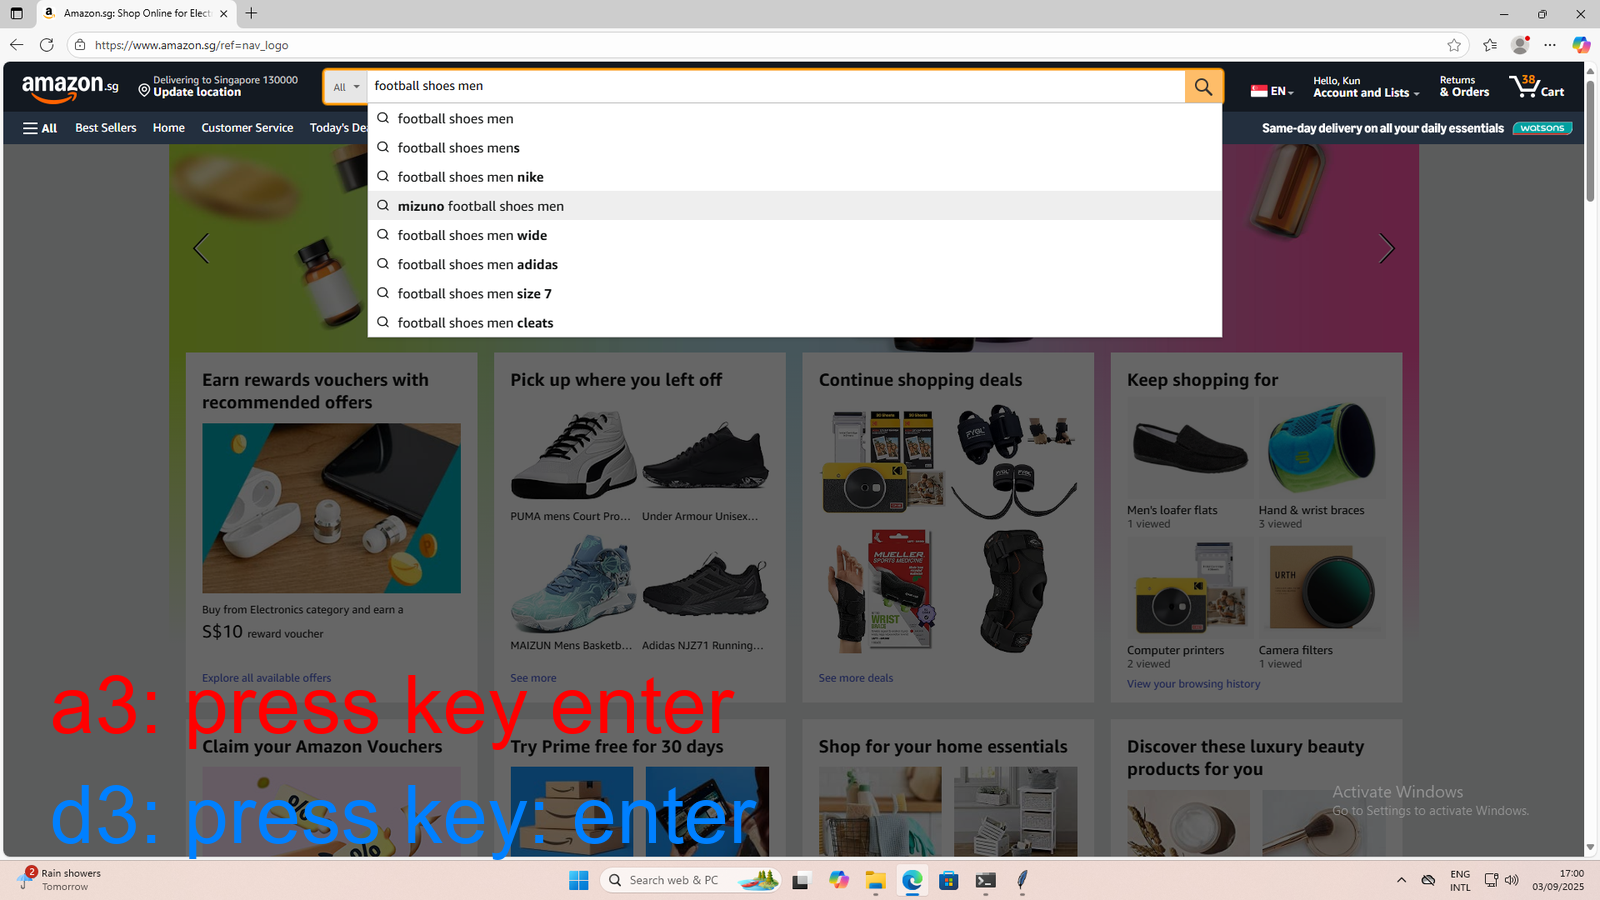 Amazon.sg: Shop Online for Elect
https://www.amazon.sg/ref=nav_logo
amazon.sg
Delivering to Singapore 130000
Update location
All
football shoes men
EN
Hello, Kun
Account and Lists
Returns
& Orders
38
Cart
All
Best Sellers
Home
Customer Service
Today's Dea
Same-day delivery on all your daily essentials
watsons
football shoes men
football shoes mens
football shoes men nike
mizuno football shoes men
football shoes men wide
football shoes men adidas
football shoes men size 7
football shoes men cleats
Earn rewards vouchers with
recommended offers
Buy from Electronics category and earn a
S$10 reward voucher
Explore all available offers
Pick up where you left off
PUMA mens Court Pro...
Under Armour Unisex...
MAIZUN Mens Basketb...
Adidas NJZ71 Running...
See more
Continue shopping deals
KODAK
MUELLER
SPORTS MEDICINE
WRIST
BRACE
See more deals
Keep shopping for
Men's loafer flats
1 viewed
Hand & wrist braces
3 viewed
Computer printers
2 viewed
URTH
Camera filters
1 viewed
View your browsing history
a3: press key enter
d3: press key: enter
Claim your Amazon Vouchers
Try Prime free for 30 days
Shop for your home essentials
Discover these luxury beauty
products for you
Activate Windows
Go to Settings to activate Windows.
2
Rain showers
Tomorrow
Search web & PC
ENG
INTL
17:00
03/09/2025